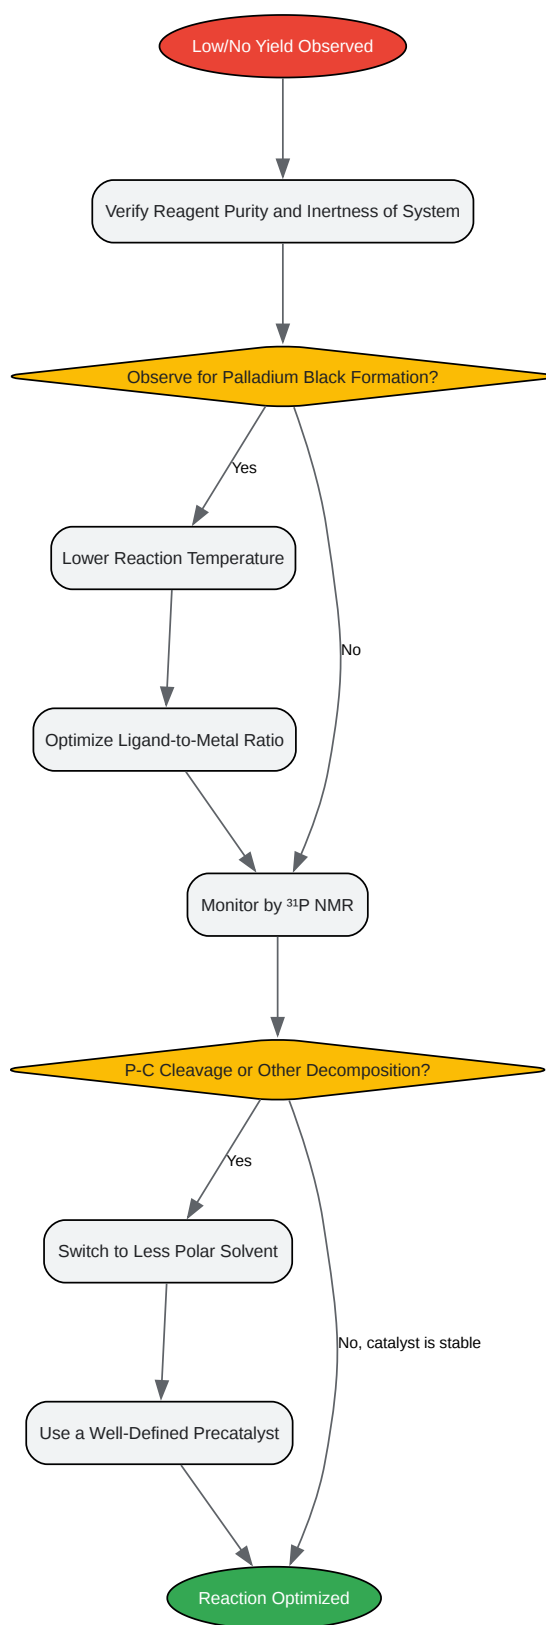 Low/No Yield Observed
Verify Reagent Purity and Inertness of System
Observe for Palladium Black Formation?
Yes
Lower Reaction Temperature
No
Optimize Ligand-to-Metal Ratio
Monitor by ³¹P NMR
P-C Cleavage or Other Decomposition?
Yes
Switch to Less Polar Solvent
No, catalyst is stable
Use a Well-Defined Precatalyst
Reaction Optimized